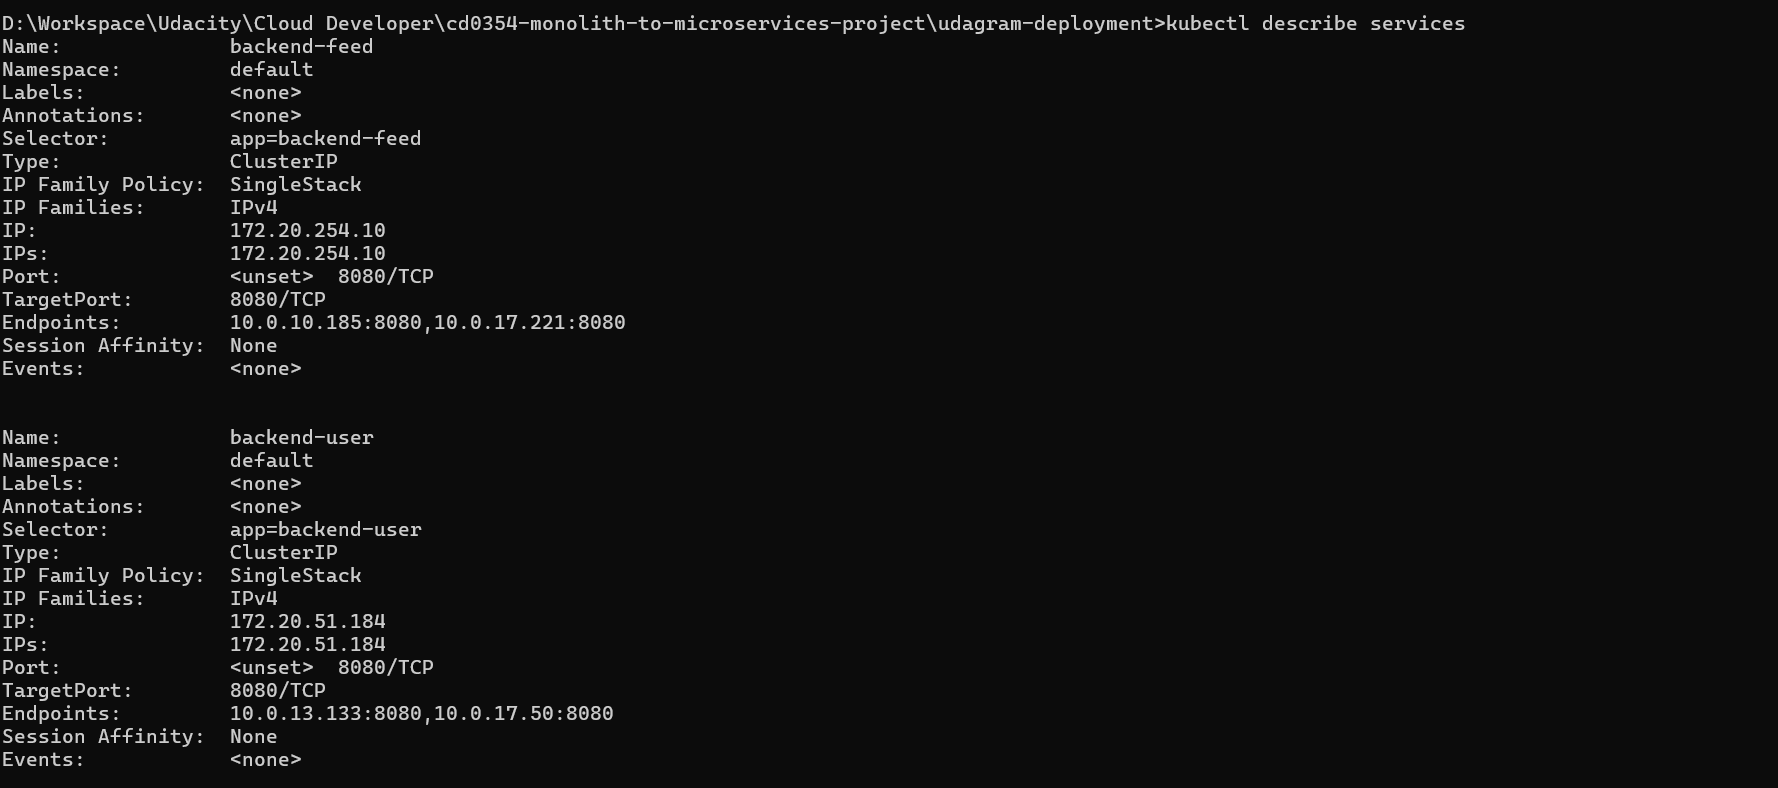 D:\Workspace\Udacity\Cloud Developer\cd0354-monolith-to-microservices-project\udagram-deployment>kubectl describe services
Name:              backend-feed
Namespace:         default
Labels:            <none>
Annotations:       <none>
Selector:          app=backend-feed
Type:              ClusterIP
IP Family Policy:  SingleStack
IP Families:       IPv4
IP:                172.20.254.10
IPs:               172.20.254.10
Port:              <unset>  8080/TCP
TargetPort:        8080/TCP
Endpoints:         10.0.10.185:8080,10.0.17.221:8080
Session Affinity:  None
Events:            <none>
Name:              backend-user
Namespace:         default
Labels:            <none>
Annotations:       <none>
Selector:          app=backend-user
Type:              ClusterIP
IP Family Policy:  SingleStack
IP Families:       IPv4
IP:                172.20.51.184
IPs:               172.20.51.184
Port:              <unset>  8080/TCP
TargetPort:        8080/TCP
Endpoints:         10.0.13.133:8080,10.0.17.50:8080
Session Affinity:  None
Events:            <none>